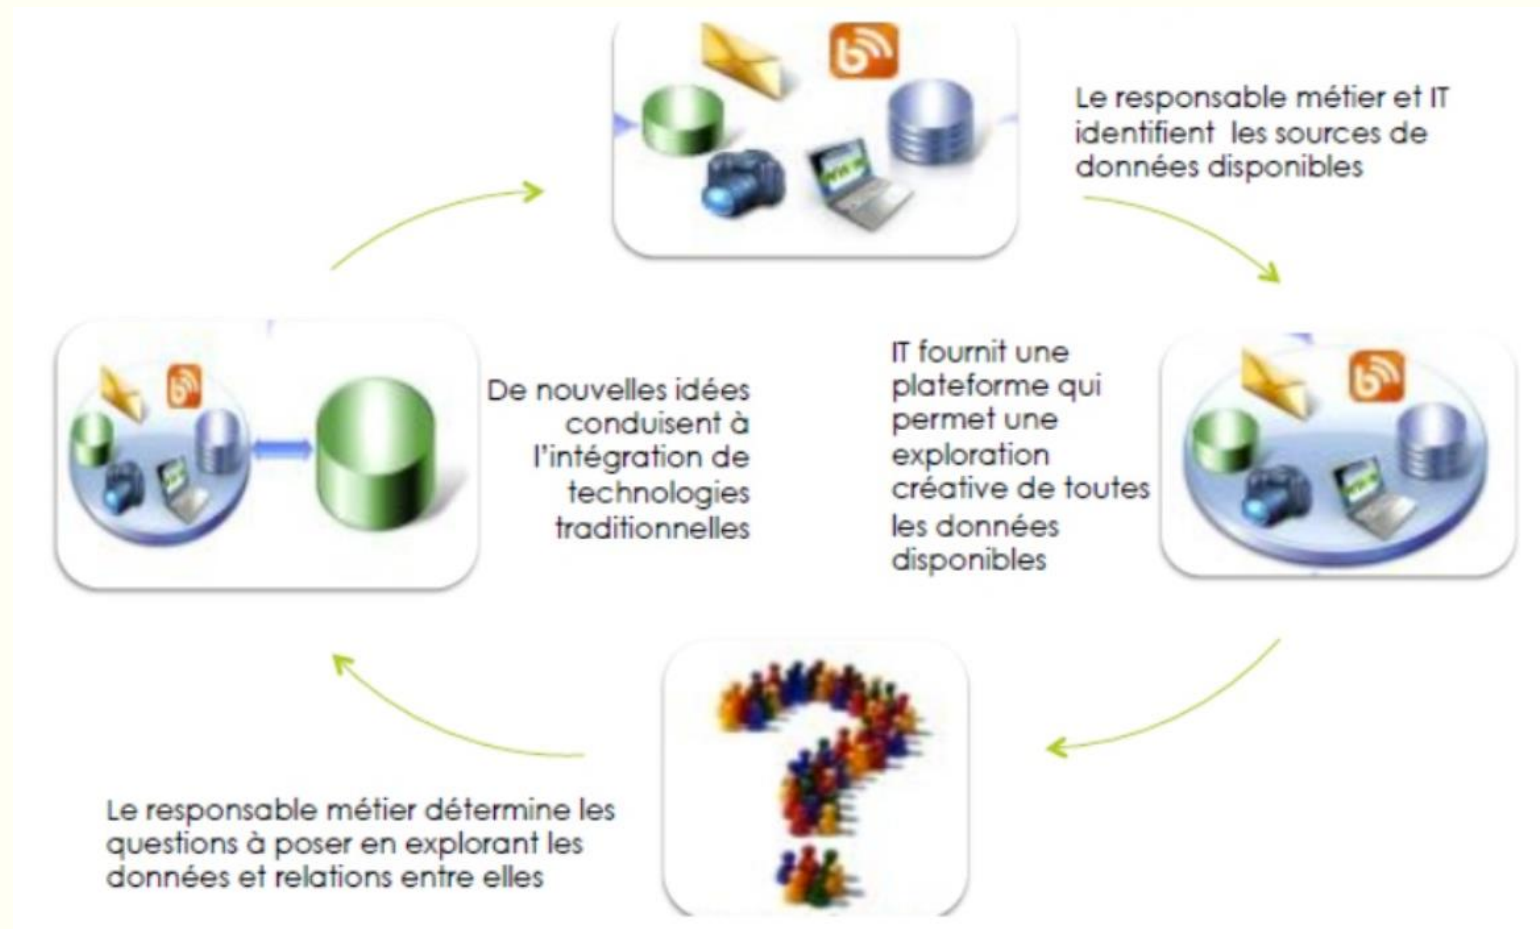 Le responsable métier et IT
identifient les sources de
données disponibles
IT fournit une
plateforme qui
permet une
exploration
créative de toutes
les données
disponibles
De nouvelles idées
conduisent à
l'intégration de
technologies
traditionnelles
Le responsable métier détermine les
questions à poser en explorant les
données et relations entre elles